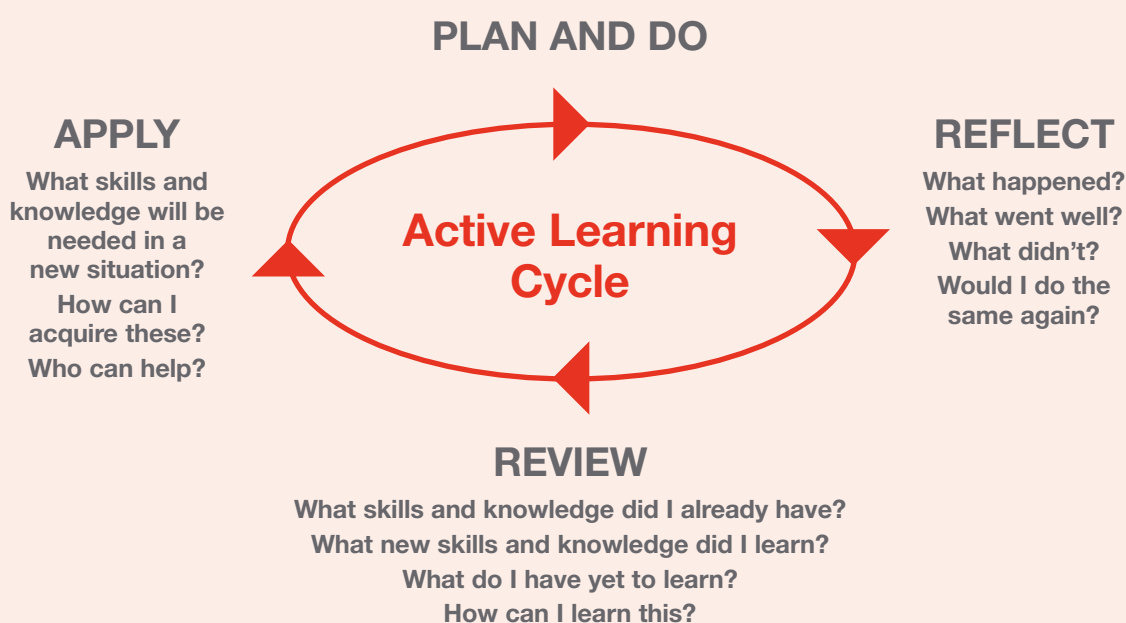 PLAN AND DO
APPLY
What skills and
knowledge will be
needed in a
new situation?
How can I
acquire these?
Who can help?
Active Learning
Cycle
REFLECT
What happened?
What went well?
What didn’t?
Would I do the
same again?
REVIEW
What skills and knowledge did I already have?
What new skills and knowledge did I learn?
What do I have yet to learn?
How can I learn this?